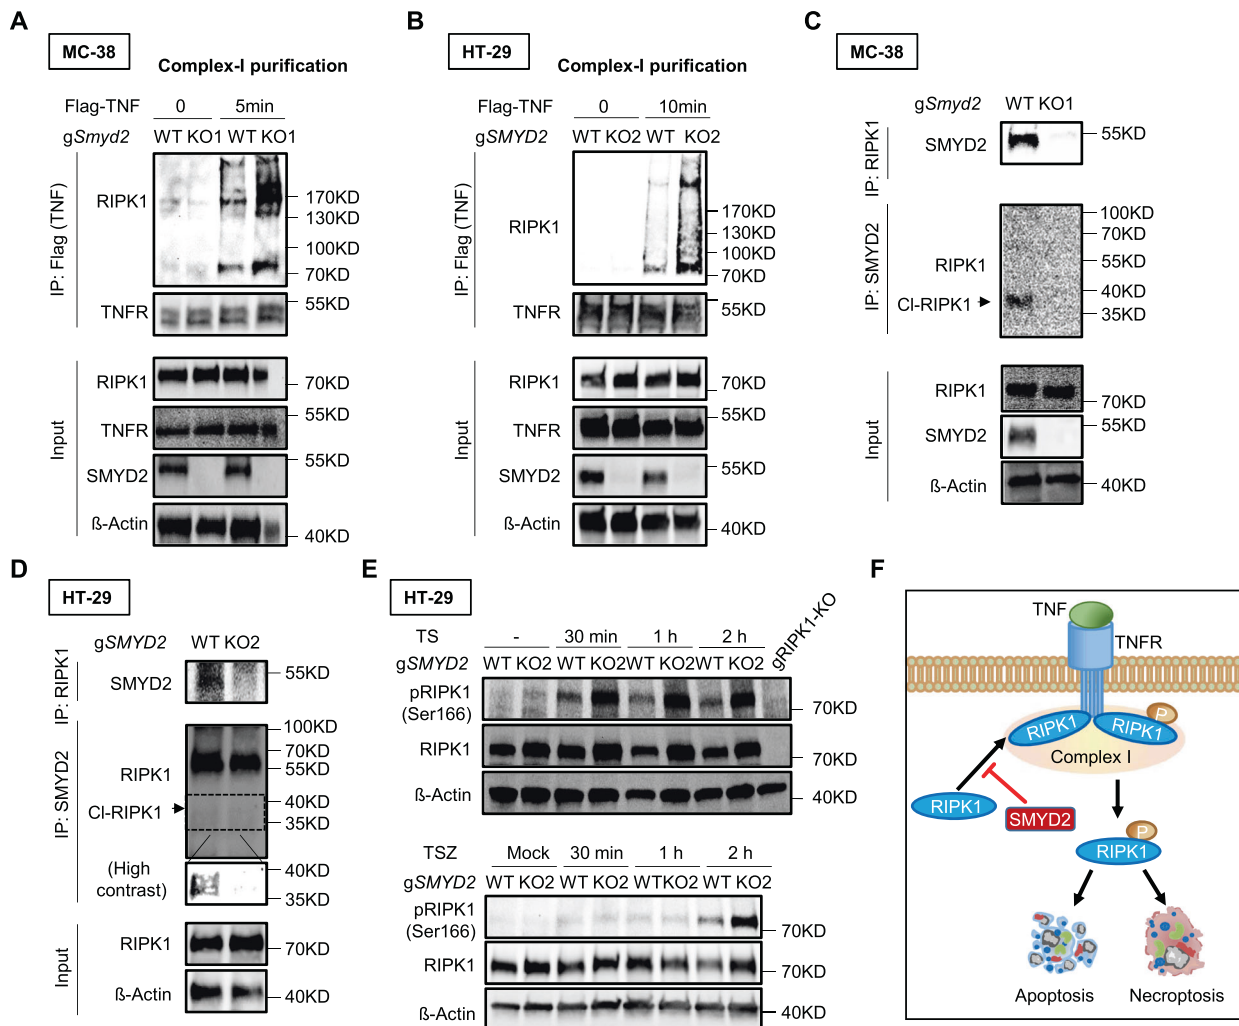 A
MC-38
Complex-I purification
Flag-TNF 0 5min
gSmyd2 WT KO1 WT KO1
IP: Flag (TNF)
RIPK1
170KD
130KD
100KD
70KD
TNFR
55KD
Input
RIPK1
70KD
TNFR
55KD
SMYD2
55KD
ß-Actin
40KD
B
HT-29
Complex-I purification
Flag-TNF 0 10min
gSMYD2 WT KO2 WT KO2
IP: Flag (TNF)
RIPK1
170KD
130KD
100KD
70KD
TNFR
55KD
Input
RIPK1
70KD
TNFR
55KD
SMYD2
55KD
ß-Actin
40KD
C
MC-38
gSmyd2 WT KO1
IP: RIPK1
SMYD2
55KD
IP: SMYD2
100KD
70KD
RIPK1
55KD
40KD
Cl-RIPK1
35KD
Input
RIPK1
70KD
SMYD2
55KD
ß-Actin
40KD
D
HT-29
gSMYD2 WT KO2
IP: RIPK1
SMYD2
55KD
IP: SMYD2
100KD
70KD
RIPK1
55KD
40KD
Cl-RIPK1
35KD
(High
contrast)
40KD
35KD
Input
RIPK1
70KD
ß-Actin
40KD
E
HT-29
TS - 30 min 1 h 2 h gRIPK1-KO
gSMYD2 WT KO2 WT KO2 WT KO2 WT KO2
pRIPK1
(Ser166)
70KD
RIPK1
70KD
ß-Actin
40KD
TSZ Mock 30 min 1 h 2 h
gSMYD2 WT KO2 WT KO2 WTKO2 WT KO2
pRIPK1
(Ser166)
70KD
RIPK1
70KD
ß-Actin
40KD
F
TNF
TNFR
P
RIPK1 RIPK1
Complex I
RIPK1
SMYD2
P
RIPK1
Apoptosis Necroptosis